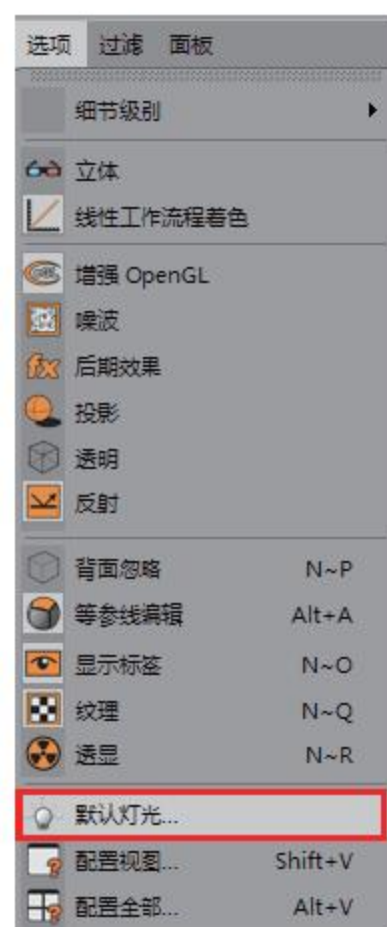 选项 过滤 面板
细节级别
立体
线性工作流程着色
增强 OpenGL
噪波
fx 后期效果
投影
透明
反射
背面忽略 N~P
等参线编辑 Alt+A
显示标签 N~O
纹理 N~Q
透显 N~R
默认灯光...
配置视图... Shift+V
配置全部... Alt+V